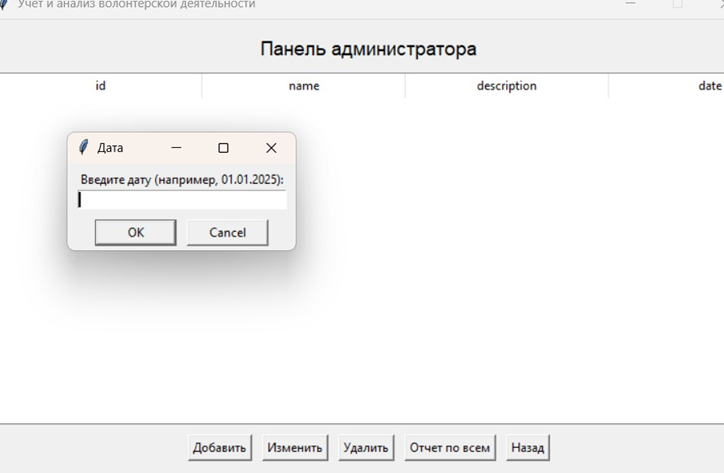 Учет и анализ волонтерской деятельности
Панель администратора
id name description date
Дата
Введите дату (например, 01.01.2025):
OK Cancel
Добавить Изменить Удалить Отчет по всем Назад